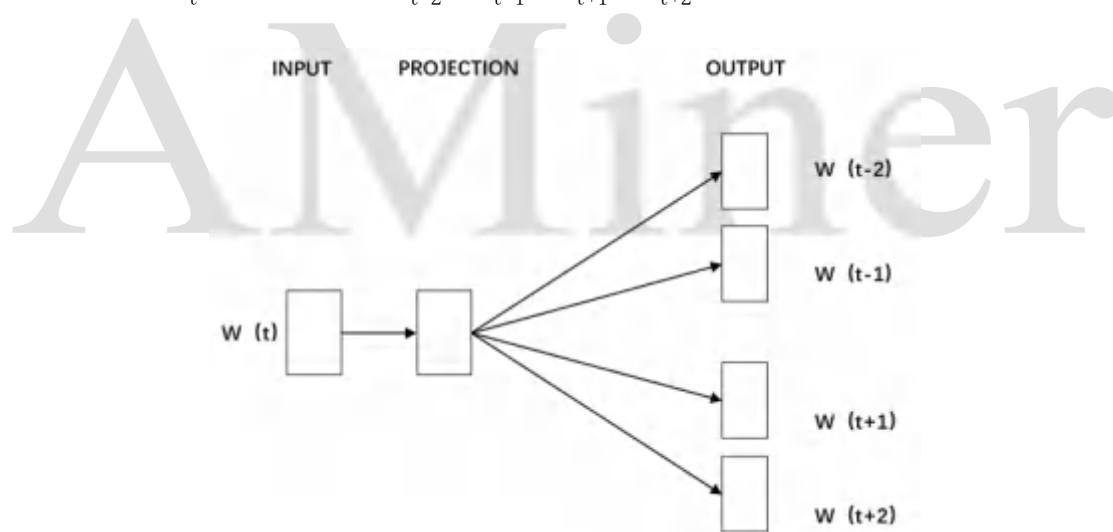 AMiner
INPUT PROJECTION OUTPUT
W (t-2)
W (t-1)
W (t)
W (t+1)
W (t+2)